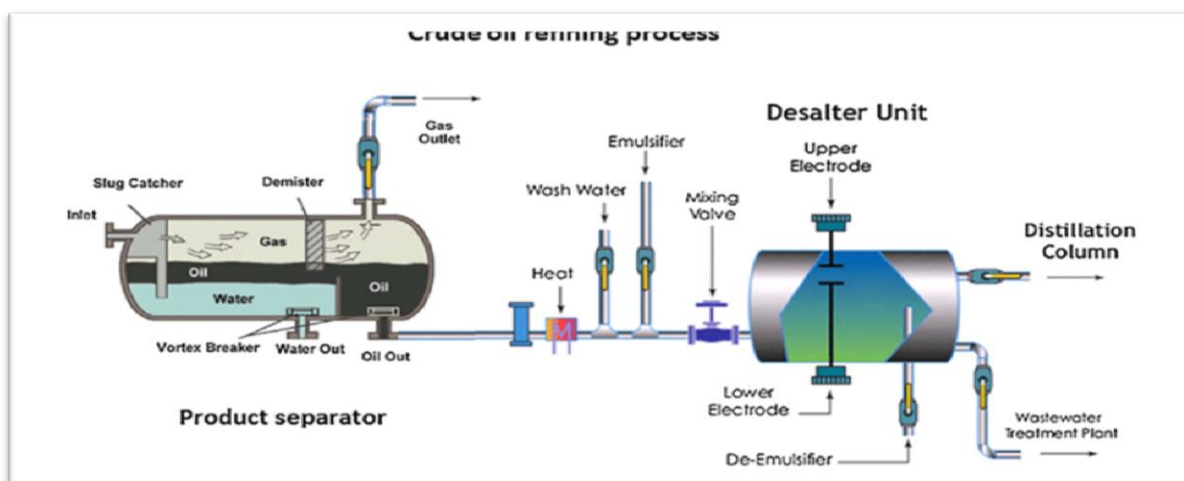 Crude oil refining process
Gas
Outlet
Slug Catcher
Demister
Inlet
Gas
Oil
Water
Oil
Vortex Breaker
Water Out
Oil Out
Product separator
Heat
M
Wash Water
Emulsifier
Mixing
Valve
Desalter Unit
Upper
Electrode
Lower
Electrode
De-Emulsifier
Distillation
Column
Wastewater
Treatment Plant